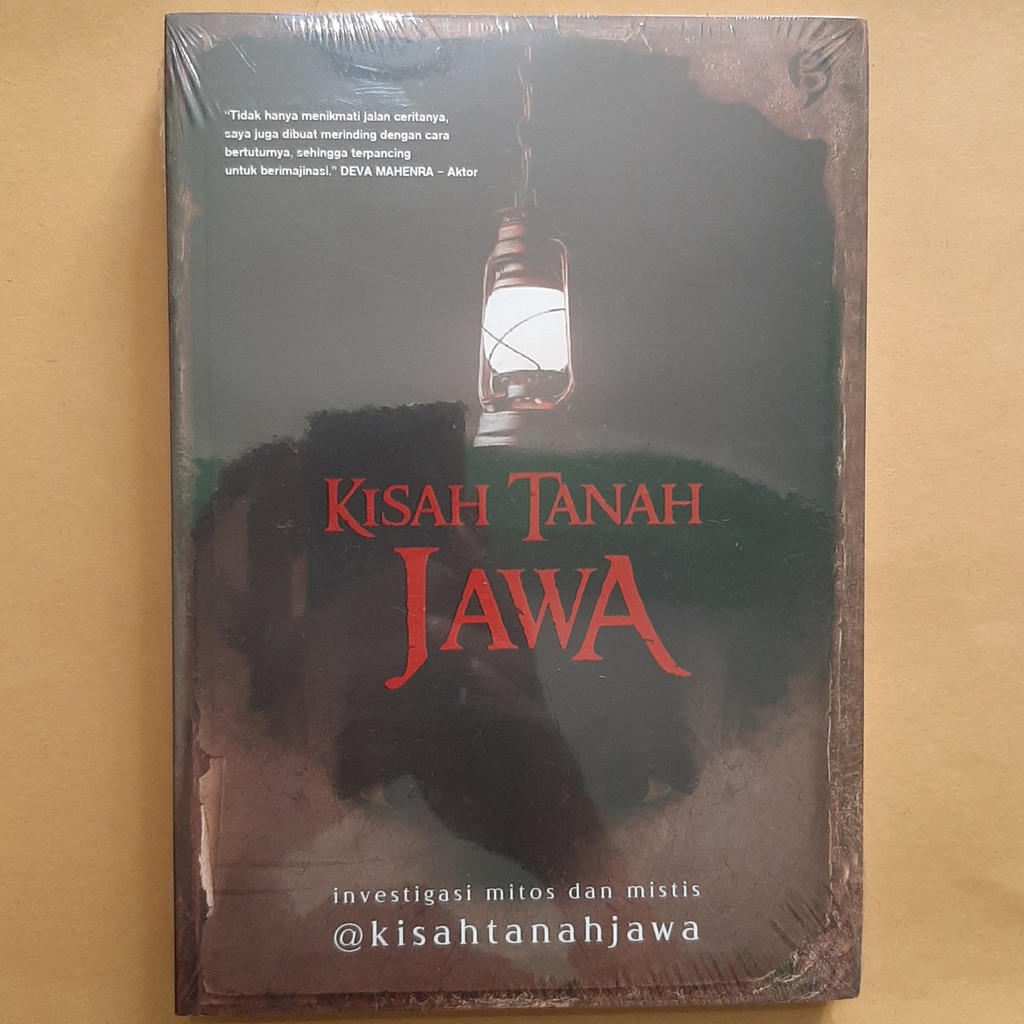 “Tidak hanya menikmati jalan ceritanya,
saya juga dibuat merinding dengan cara
bertuturnya, sehingga terpancing
untuk berimajinasi.” DEVA MAHENRA – Aktor
KISAH TANAH
JAWA
investigasi mitos dan mistis
@kisahtanahjawa